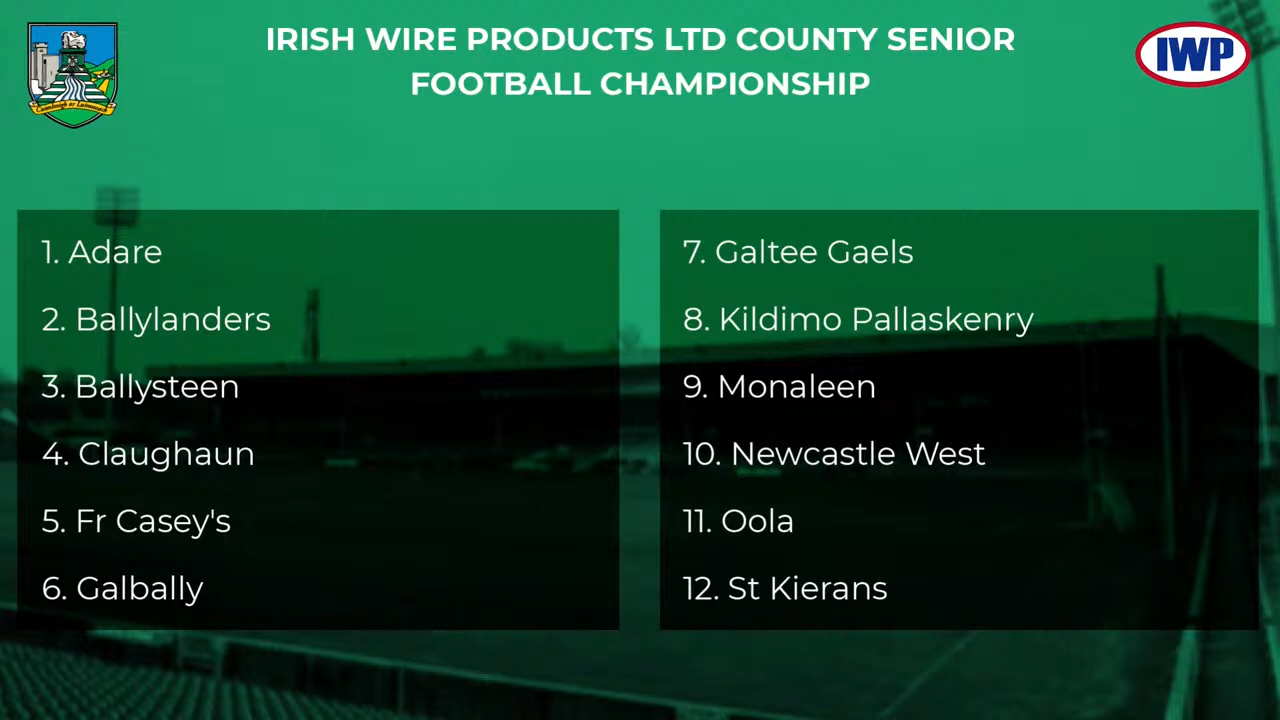 IRISH WIRE PRODUCTS LTD COUNTY SENIOR
FOOTBALL CHAMPIONSHIP
IWP
1. Adare
2. Ballylanders
3. Ballysteen
4. Claughaun
5. Fr Casey's
6. Galbally
7. Galtee Gaels
8. Kildimo Pallaskenry
9. Monaleen
10. Newcastle West
11. Oola
12. St Kierans